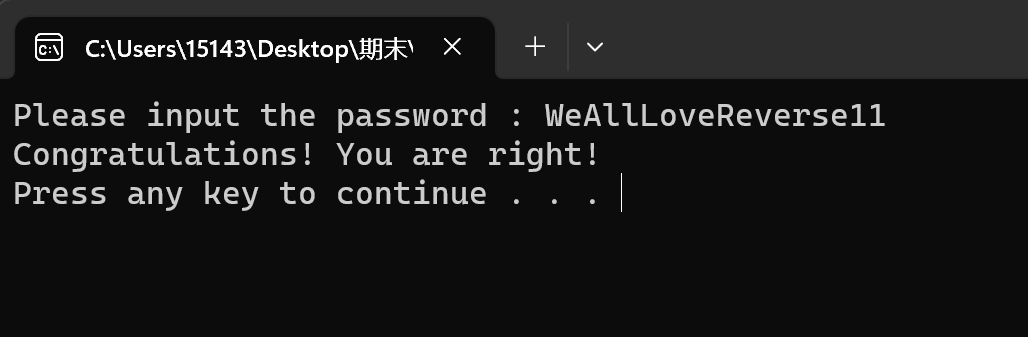 C:\Users\15143\Desktop\期末\
Please input the password : WeAllLoveReverse11
Congratulations! You are right!
Press any key to continue . . .